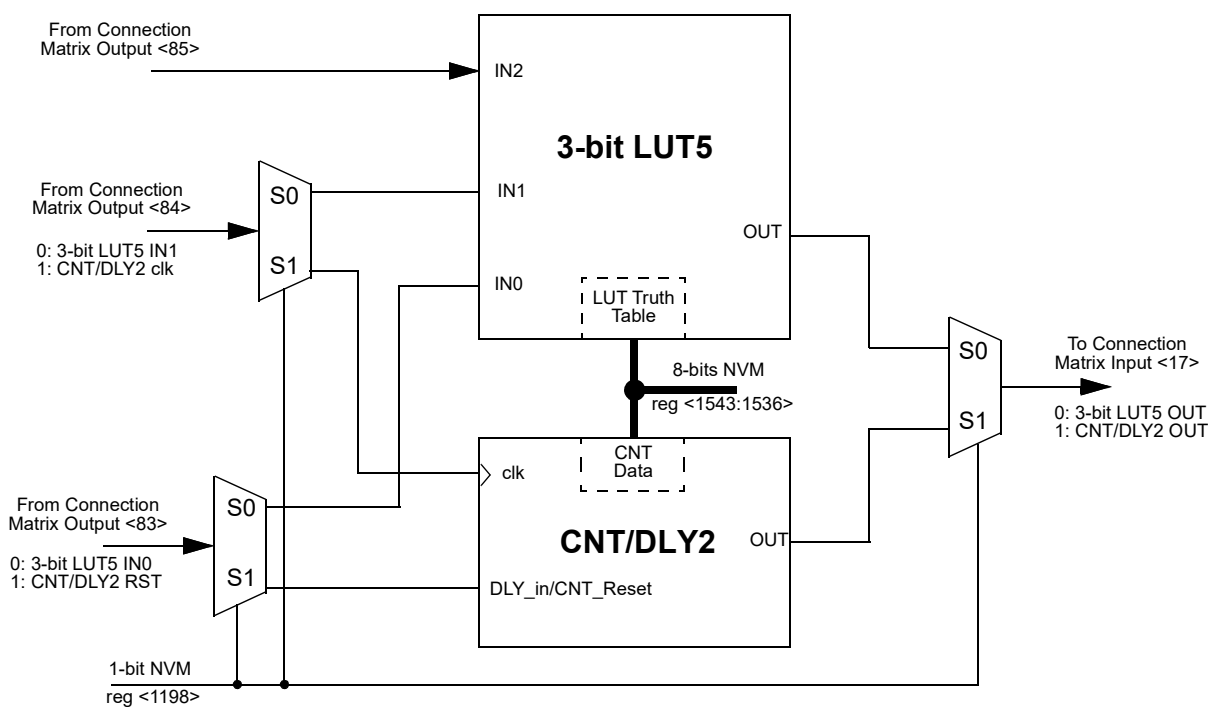 From Connection
Matrix Output <85>
IN2
3-bit LUT5
From Connection
Matrix Output <84>
0: 3-bit LUT5 IN1
1: CNT/DLY2 clk
S0
S1
IN1
IN0
OUT
LUT Truth
Table
8-bits NVM
reg <1543:1536>
S0
S1
To Connection
Matrix Input <17>
0: 3-bit LUT5 OUT
1: CNT/DLY2 OUT
CNT
Data
clk
CNT/DLY2
OUT
DLY_in/CNT_Reset
From Connection
Matrix Output <83>
0: 3-bit LUT5 IN0
1: CNT/DLY2 RST
S0
S1
1-bit NVM
reg <1198>